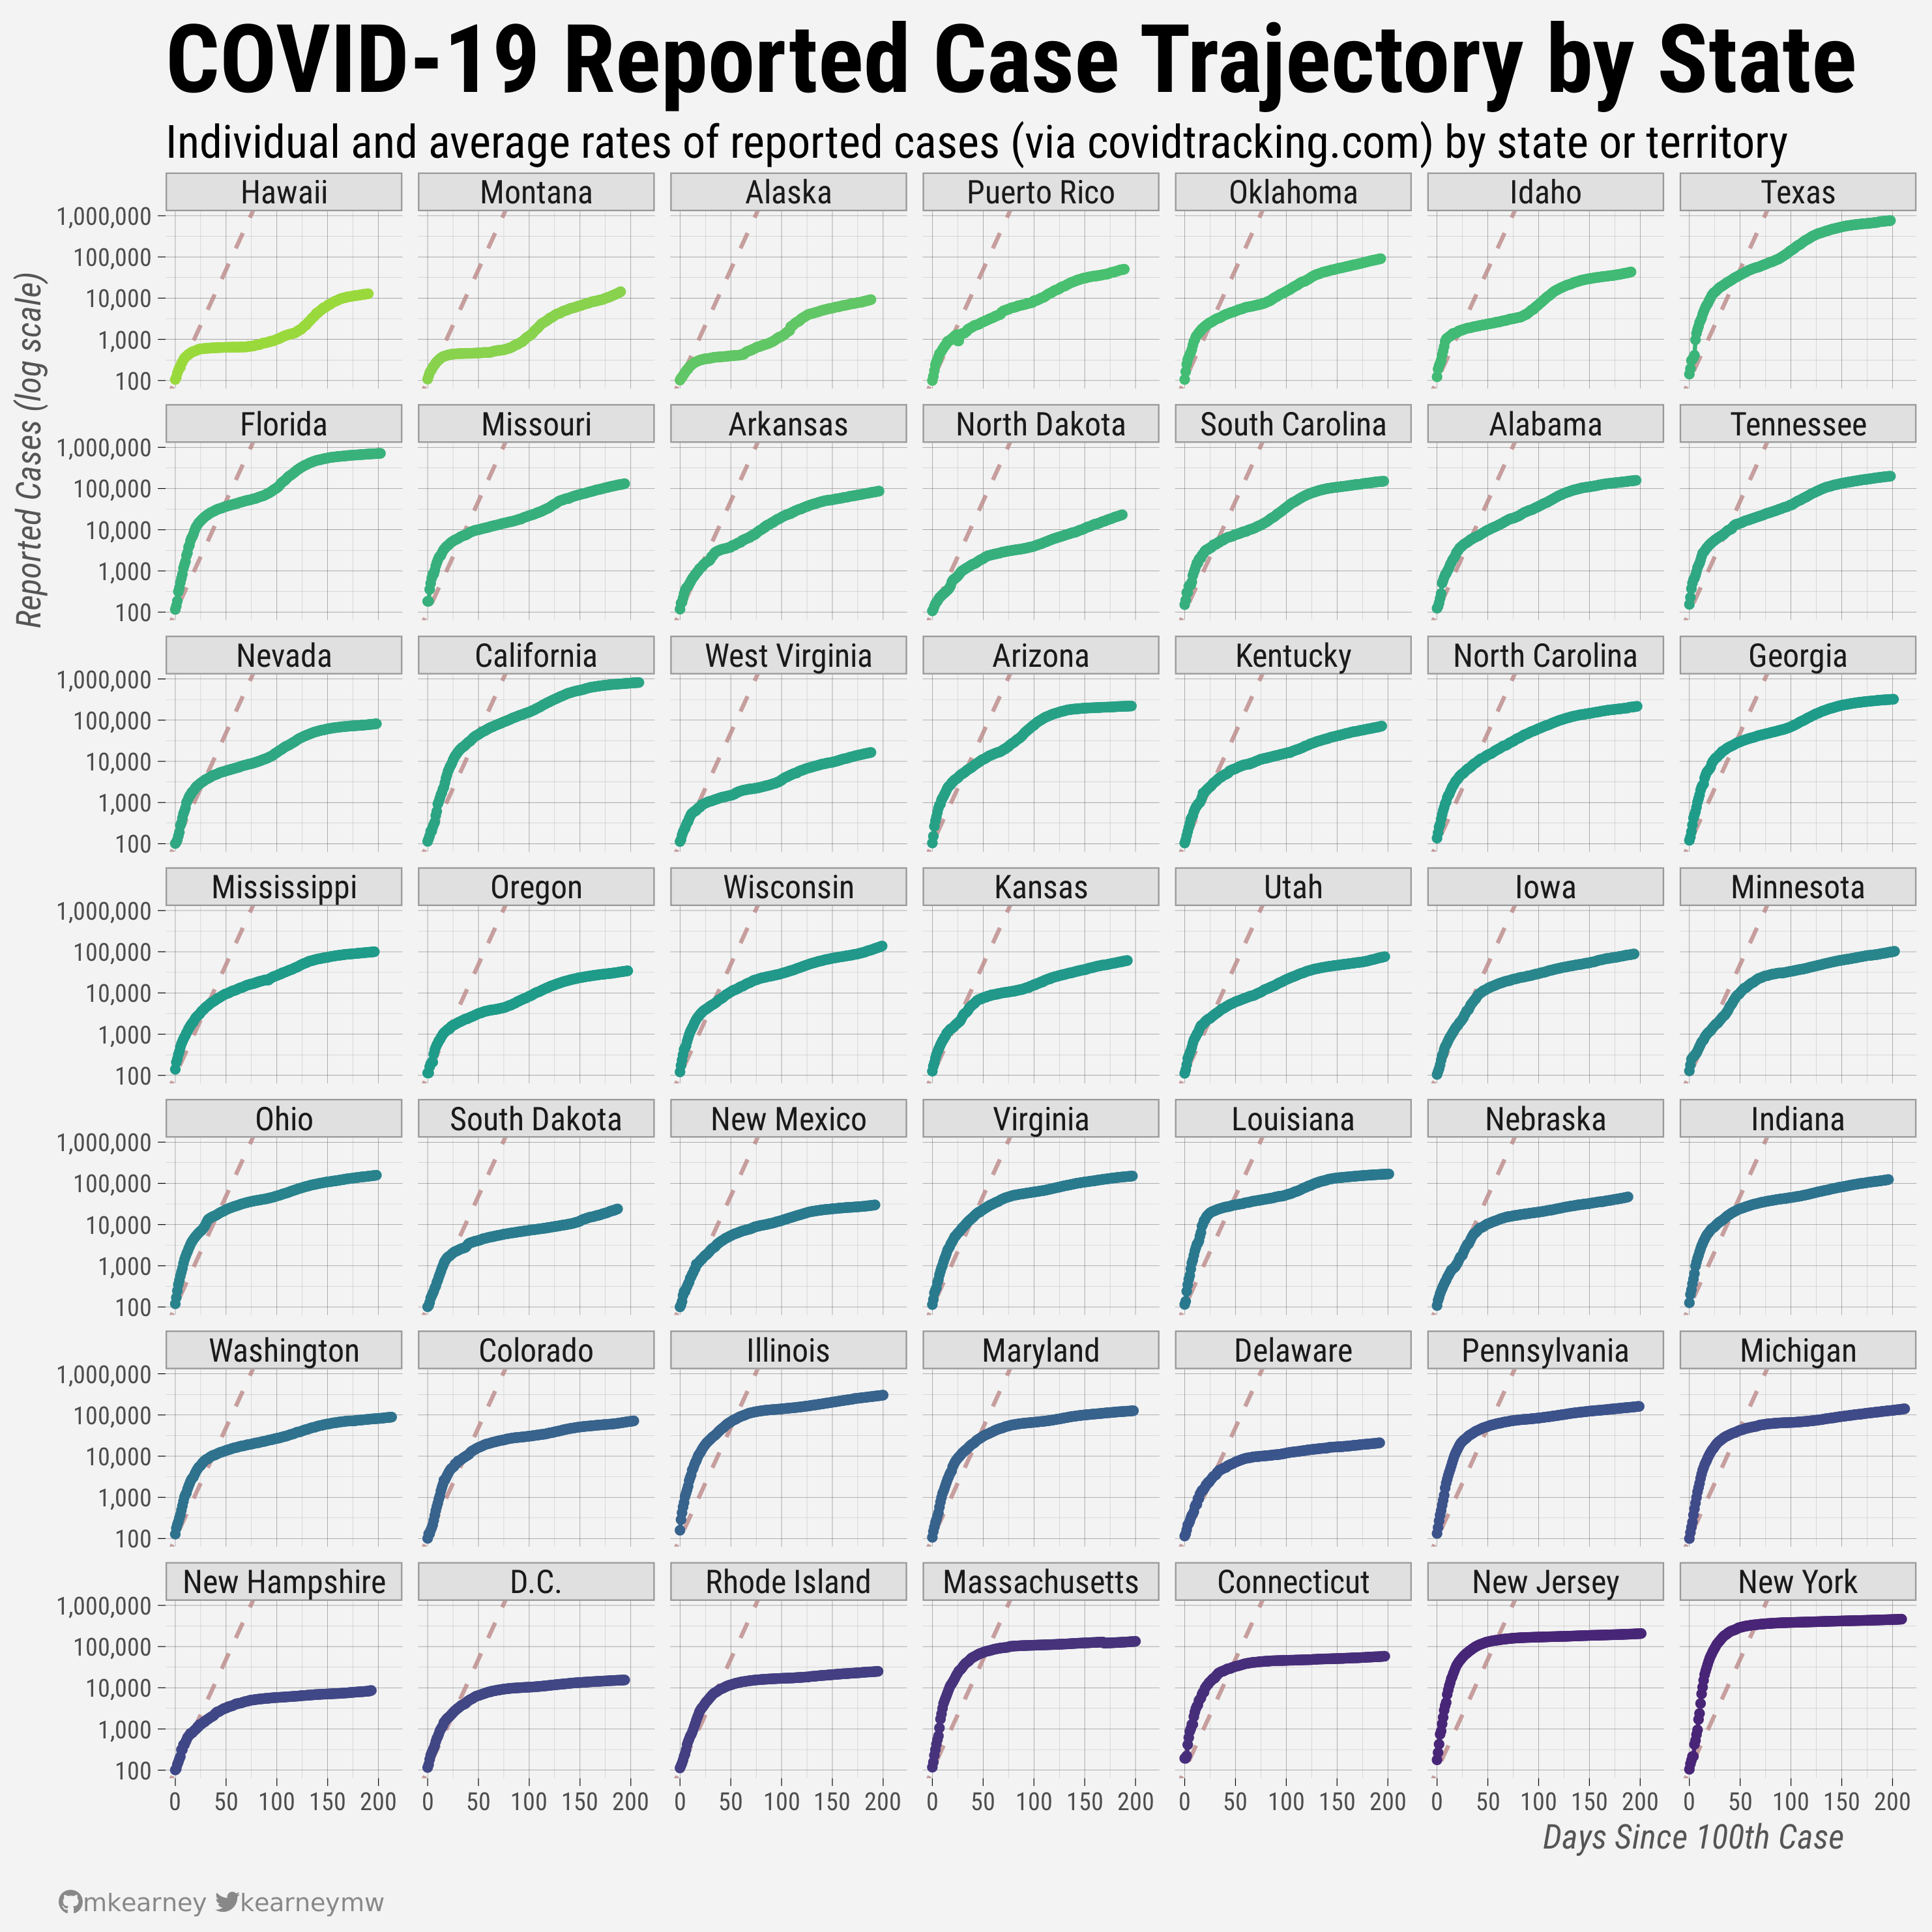 COVID-19 Reported Case Trajectory by State
Individual and average rates of reported cases (via covidtracking.com) by state or territory
Reported Cases (log scale)
Hawaii Montana Alaska Puerto Rico Oklahoma Idaho Texas
1,000,000
100,000
10,000
1,000
100
Florida Missouri Arkansas North Dakota South Carolina Alabama Tennessee
1,000,000
100,000
10,000
1,000
100
Nevada California West Virginia Arizona Kentucky North Carolina Georgia
1,000,000
100,000
10,000
1,000
100
Mississippi Oregon Wisconsin Kansas Utah Iowa Minnesota
1,000,000
100,000
10,000
1,000
100
Ohio South Dakota New Mexico Virginia Louisiana Nebraska Indiana
1,000,000
100,000
10,000
1,000
100
Washington Colorado Illinois Maryland Delaware Pennsylvania Michigan
1,000,000
100,000
10,000
1,000
100
New Hampshire D.C. Rhode Island Massachusetts Connecticut New Jersey New York
1,000,000
100,000
10,000
1,000
100
0 50 100 150 200 0 50 100 150 200 0 50 100 150 200 0 50 100 150 200 0 50 100 150 200 0 50 100 150 200 0 50 100 150 200
Days Since 100th Case
mkearney kearneymw